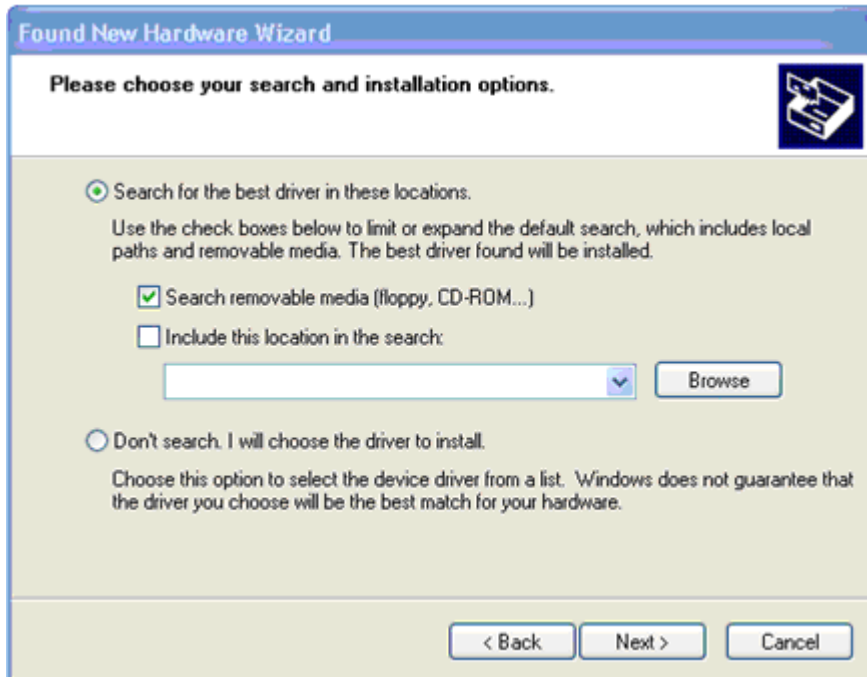 Found New Hardware Wizard
Please choose your search and installation options.
Search for the best driver in these locations.
Use the check boxes below to limit or expand the default search, which includes local
paths and removable media. The best driver found will be installed.
Search removable media (floppy, CD-ROM...)
Include this location in the search:
Browse
Don't search. I will choose the driver to install.
Choose this option to select the device driver from a list. Windows does not guarantee that
the driver you choose will be the best match for your hardware.
< Back Next > Cancel